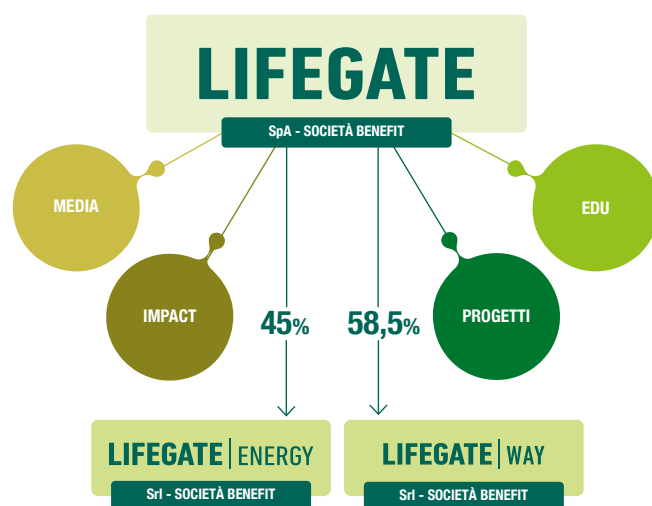 LIFEGATE
SpA - SOCIETÀ BENEFIT
MEDIA
EDU
IMPACT
45%
58,5%
PROGETTI
LIFEGATE | ENERGY
LIFEGATE | WAY
Srl - SOCIETÀ BENEFIT
Srl - SOCIETÀ BENEFIT